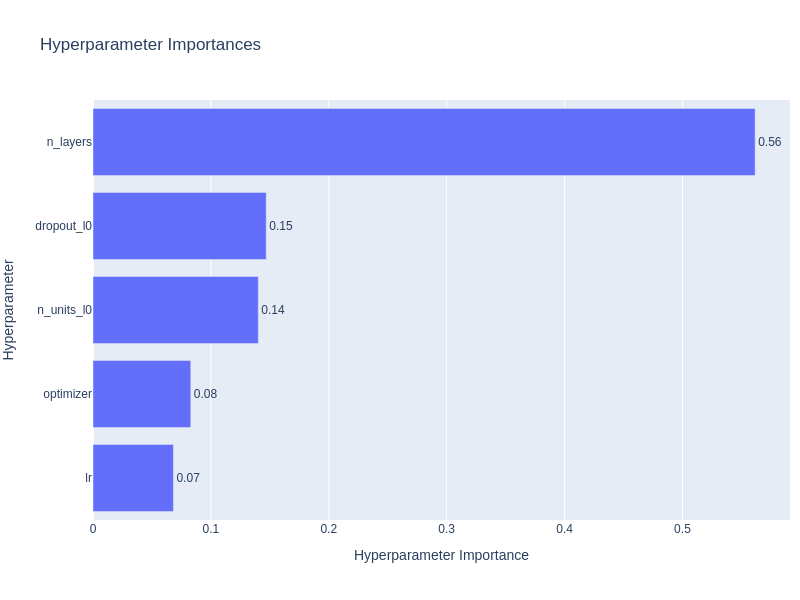 Hyperparameter Importances
Hyperparameter
n_layers
0.56
dropout_l0
0.15
n_units_l0
0.14
optimizer
0.08
lr
0.07
0 0.1 0.2 0.3 0.4 0.5
Hyperparameter Importance